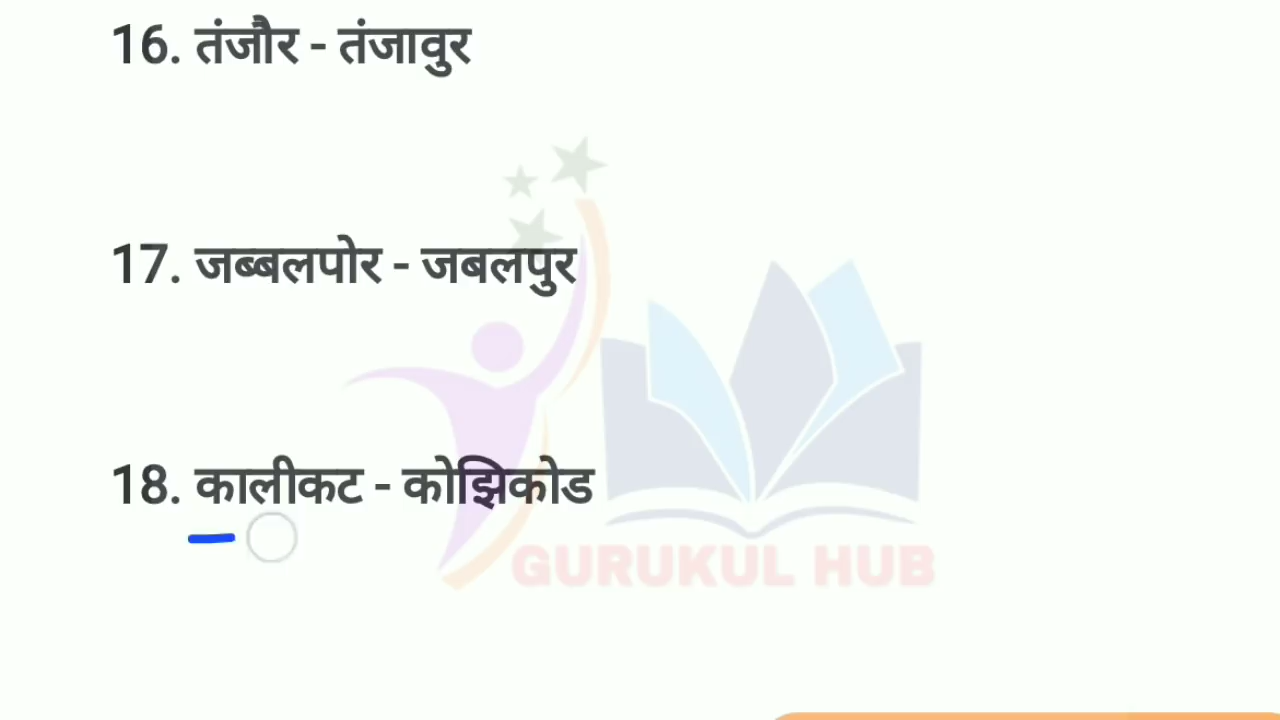 16. तंजौर - तंजावुर
17. जब्बलपोर - जबलपुर
18. कालीकट - कोझिकोड
GURUKUL HUB